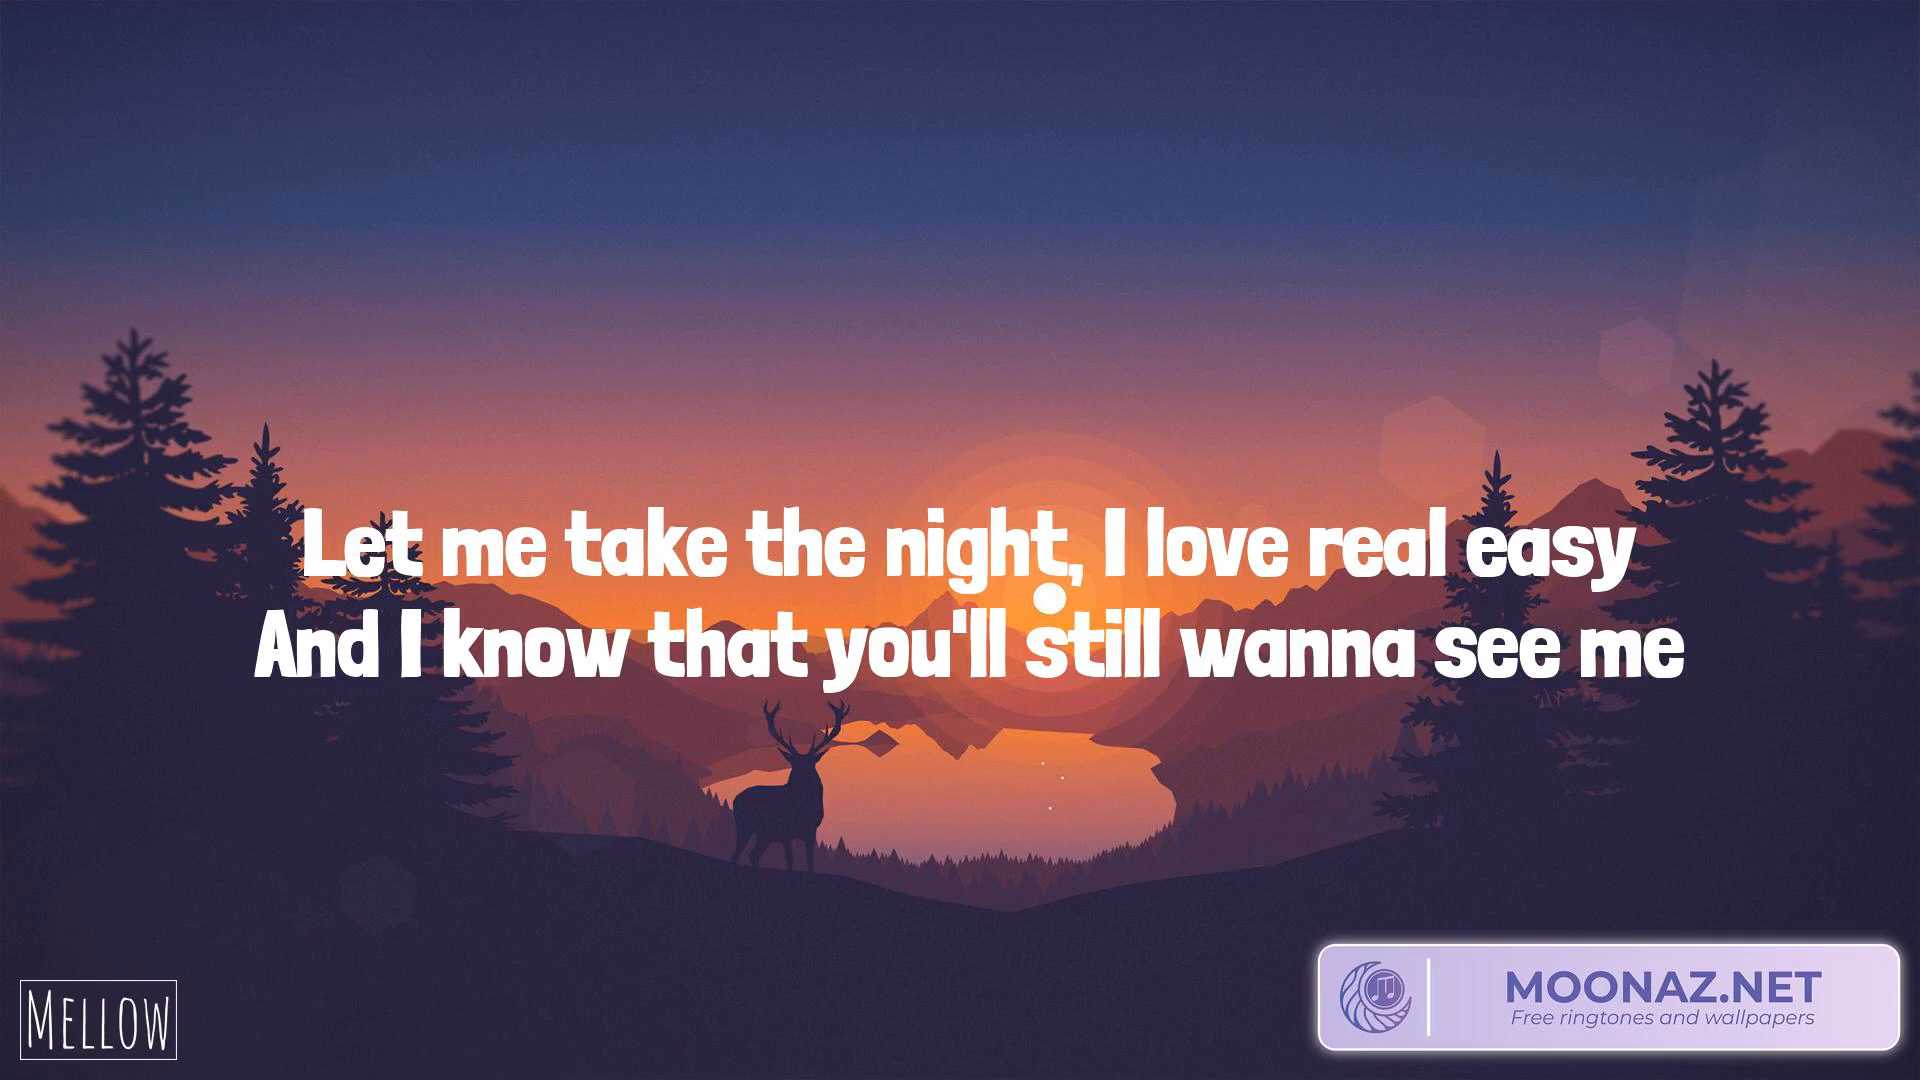 Let me take the night, I love real easy
And I know that you'll still wanna see me
MELLOW
MOONAZ.NET
Free ringtones and wallpapers